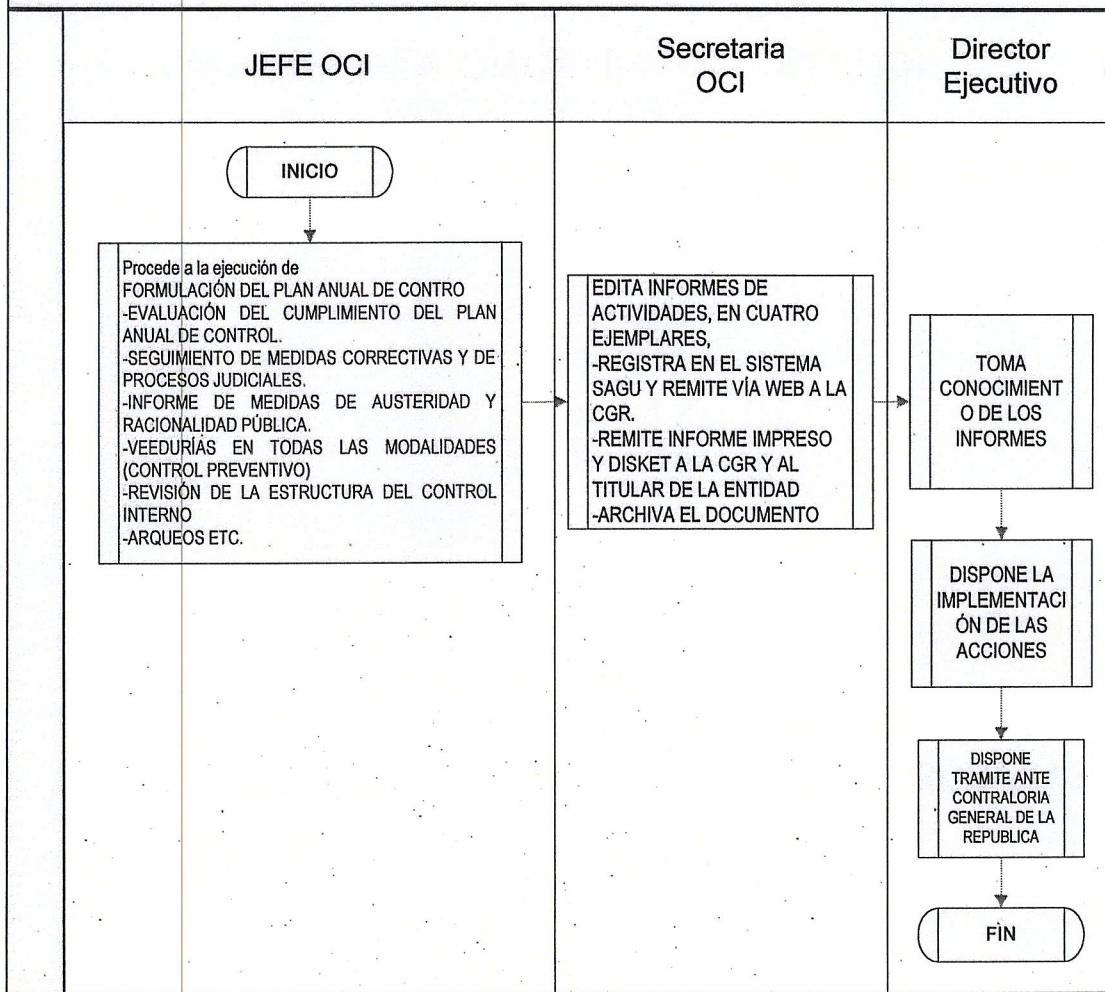 JEFE OCI
Secretaria
OCI
Director
Ejecutivo
INICIO
Procede a la ejecución de
FORMULACIÓN DEL PLAN ANUAL DE CONTRO
-EVALUACIÓN DEL CUMPLIMIENTO DEL PLAN
ANUAL DE CONTROL.
-SEGUIMIENTO DE MEDIDAS CORRECTIVAS Y DE
PROCESOS JUDICIALES.
-INFORME DE MEDIDAS DE AUSTERIDAD Y
RACIONALIDAD PÚBLICA.
-VEEDURÍAS EN TODAS LAS MODALIDADES
(CONTROL PREVENTIVO)
-REVISIÓN DE LA ESTRUCTURA DEL CONTROL
INTERNO
-ARQUEOS ETC.
EDITA INFORMES DE
ACTIVIDADES, EN CUATRO
EJEMPLARES,
-REGISTRA EN EL SISTEMA
SAGU Y REMITE VÍA WEB A LA
CGR.
-REMITE INFORME IMPRESO
Y DISKET A LA CGR Y AL
TITULAR DE LA ENTIDAD
-ARCHIVA EL DOCUMENTO
TOMA
CONOCIMIENT
O DE LOS
INFORMES
DISPONE LA
IMPLEMENTACI
ÓN DE LAS
ACCIONES
DISPONE
TRAMITE ANTE
CONTRALORIA
GENERAL DE LA
REPUBLICA
FIN